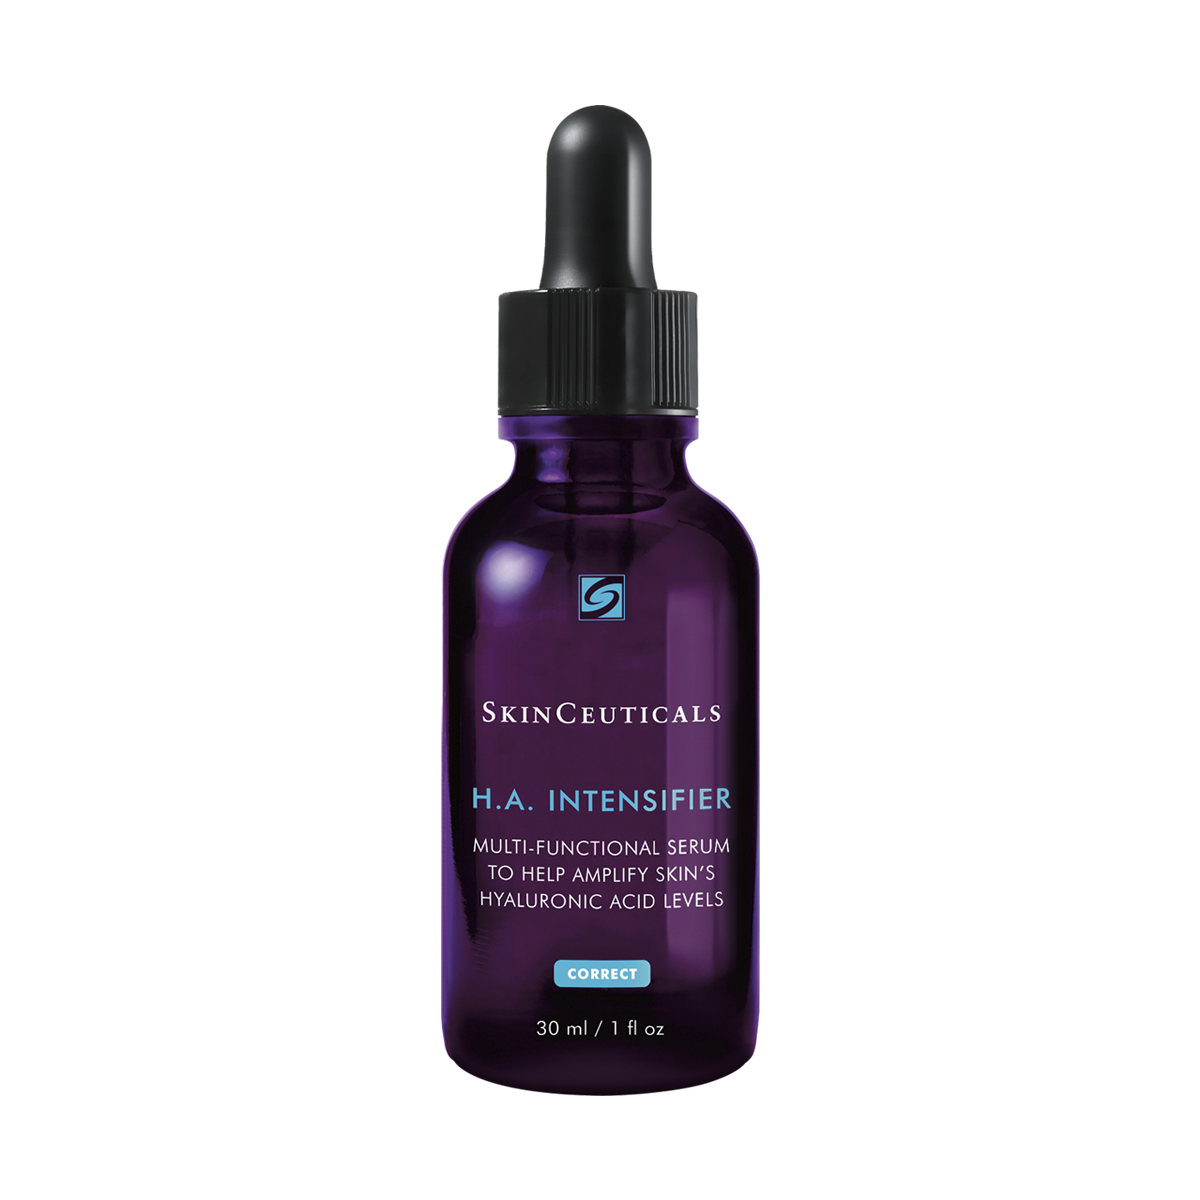 SKINCEUTICALS
H.A. INTENSIFIER
MULTI-FUNCTIONAL SERUM
TO HELP AMPLIFY SKIN'S
HYALURONIC ACID LEVELS
CORRECT
30 ml / 1 fl oz